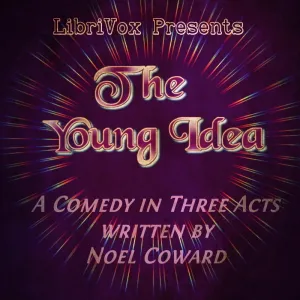 LibriVox Presents
The
Young Idea
A Comedy in Three Acts
written by
Noel Coward